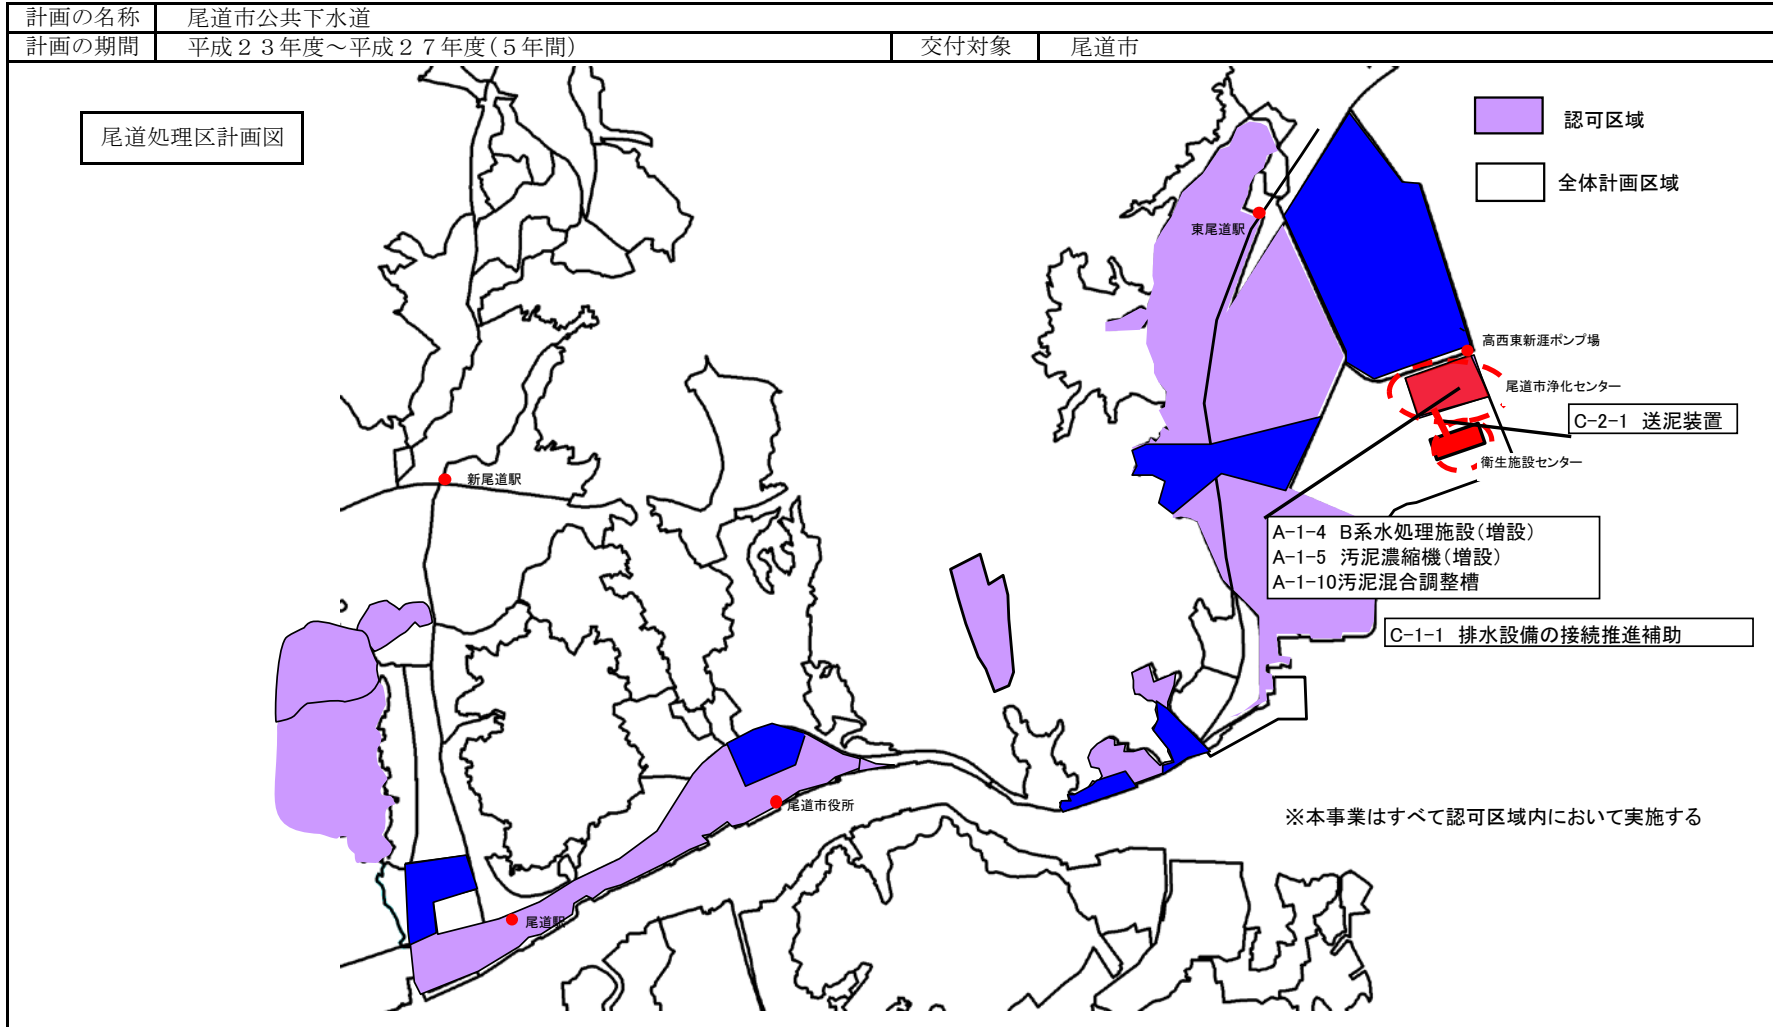 計画の名称 尾道市公共下水道
計画の期間 平成２３年度～平成２７年度（５年間） 交付対象 尾道市
尾道処理区計画図
認可区域
全体計画区域
東尾道駅
高西東新涯ポンプ場
尾道市浄化センター
C-2-1 送泥装置
衛生施設センター
新尾道駅
A-1-4 B系水処理施設（増設）
A-1-5 汚泥濃縮機（増設）
A-1-10汚泥混合調整槽
C-1-1 排水設備の接続推進補助
尾道市役所
※本事業はすべて認可区域内において実施する
尾道駅